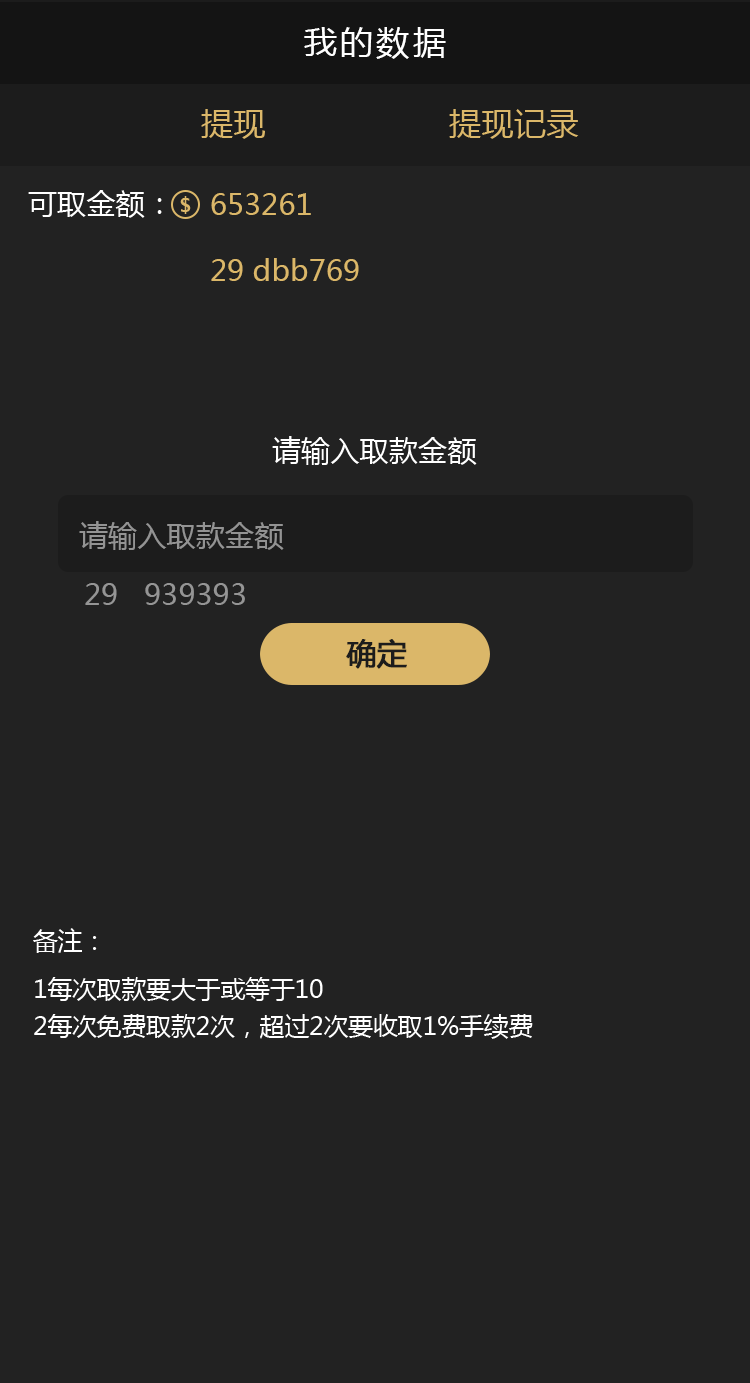 我的数据
提现 提现记录
可取金额：$ 653261
29 dbb769
请输入取款金额
请输入取款金额
29 939393
确定
备注：
1每次取款要大于或等于10
2每次免费取款2次，超过2次要收取1%手续费